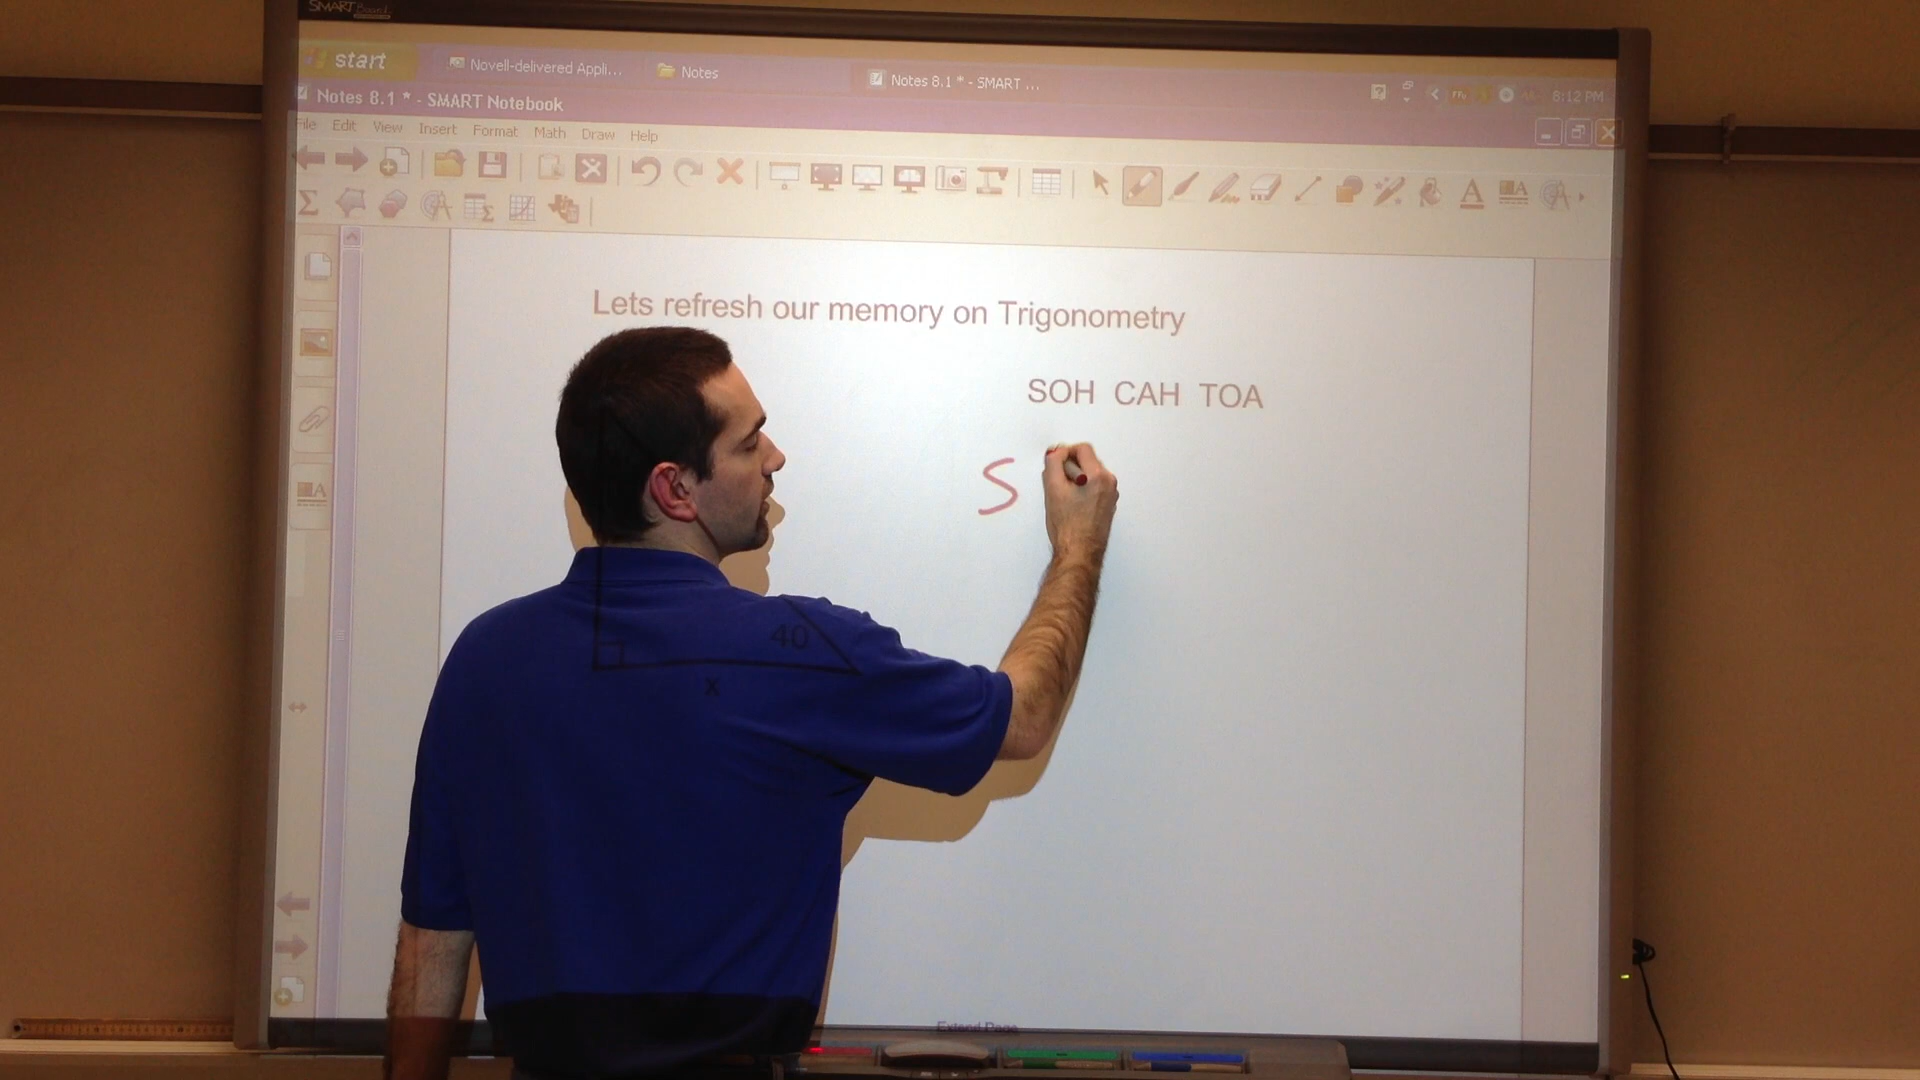 SMART Board
start
Novell-delivered Appli...
Notes
Notes 8.1 * - SMART ...
8:12 PM
Notes 8.1 * - SMART Notebook
File Edit View Insert Format Math Draw Help
Lets refresh our memory on Trigonometry
SOH CAH TOA
S
40
x
Extend Page